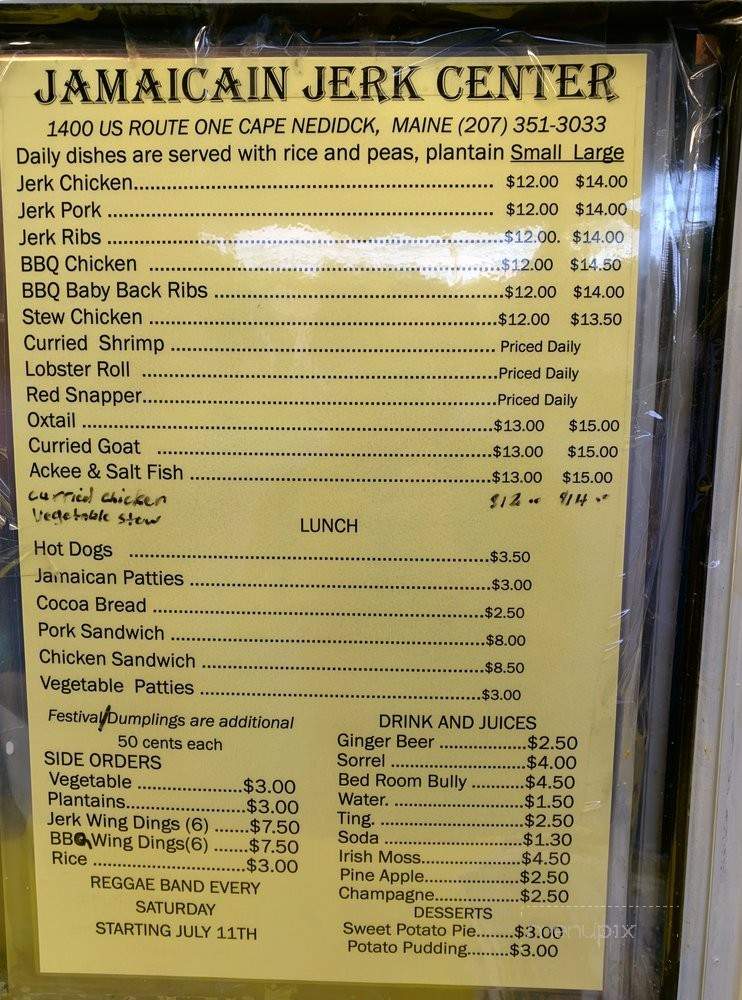 JAMAICAIN JERK CENTER
1400 US ROUTE ONE CAPE NEDIDCK, MAINE (207) 351-3033
Daily dishes are served with rice and peas, plantain Small Large
Jerk Chicken.................................................... $12.00 $14.00
Jerk Pork ........................................................ $12.00 $14.00
Jerk Ribs .........................................................$12.00. $14.00
BBQ Chicken ...................................................$12.00 $14.50
BBQ Baby Back Ribs ..........................................$12.00 $14.00
Stew Chicken ...................................................$12.00 $13.50
Curried Shrimp ................................................ Priced Daily
Lobster Roll ....................................................Priced Daily
Red Snapper....................................................Priced Daily
Oxtail ............................................................$13.00 $15.00
Curried Goat ..................................................$13.00 $15.00
Ackee & Salt Fish ............................................$13.00 $15.00
curried chicken $12 00 $14 00
Vegetable stew
LUNCH
Hot Dogs ......................................................$3.50
Jamaican Patties .............................................$3.00
Cocoa Bread ..................................................$2.50
Pork Sandwich ...............................................$8.00
Chicken Sandwich ..........................................$8.50
Vegetable Patties ..........................................$3.00
Festival/Dumplings are additional
50 cents each
SIDE ORDERS
Vegetable ................$3.00
Plantains..................$3.00
Jerk Wing Dings (6) .......$7.50
BBQ Wing Dings(6) ......$7.50
Rice ........................$3.00
REGGAE BAND EVERY
SATURDAY
STARTING JULY 11TH
DRINK AND JUICES
Ginger Beer ..............$2.50
Sorrel ......................$4.00
Bed Room Bully ..........$4.50
Water. ......................$1.50
Ting. .........................$2.50
Soda ........................$1.30
Irish Moss.................$4.50
Pine Apple.................$2.50
Champagne...............$2.50
DESSERTS
Sweet Potato Pie........$3.00
Potato Pudding.........$3.00
menupix